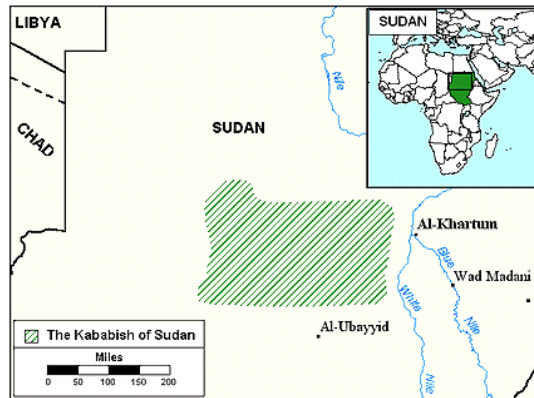 LIBYA
SUDAN
Nile
CHAD
SUDAN
Al-Khartum
Blue
Wad Madani
White
Nile
Al-Ubayyid
Nile
The Kababish of Sudan
Miles
0 50 100 150 200